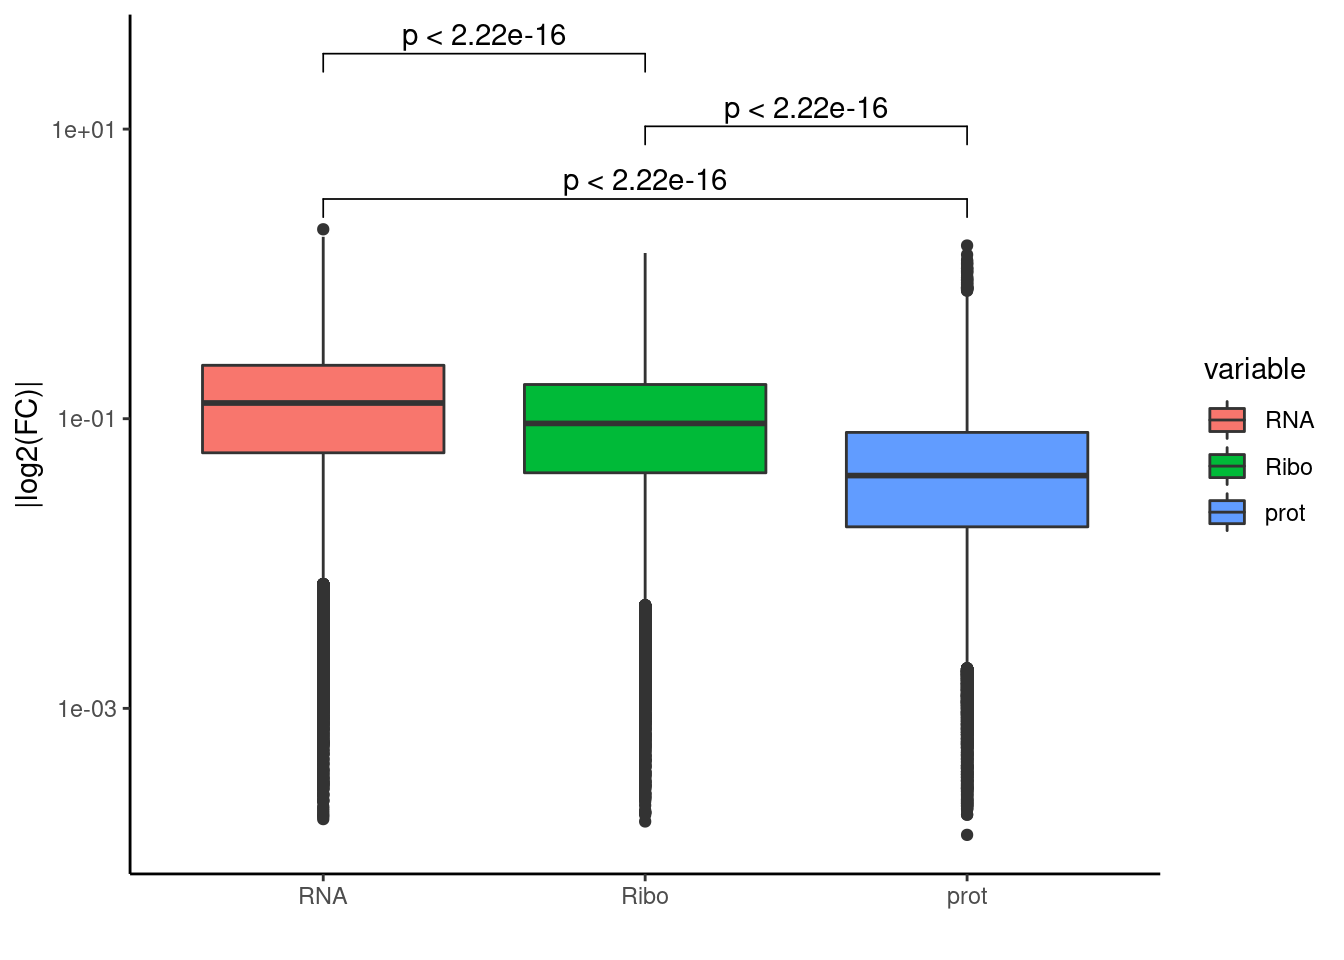 p < 2.22e-16
p < 2.22e-16
p < 2.22e-16
1e+01
1e-01
1e-03
|log2(FC)|
RNA
Ribo
prot
variable
RNA
Ribo
prot